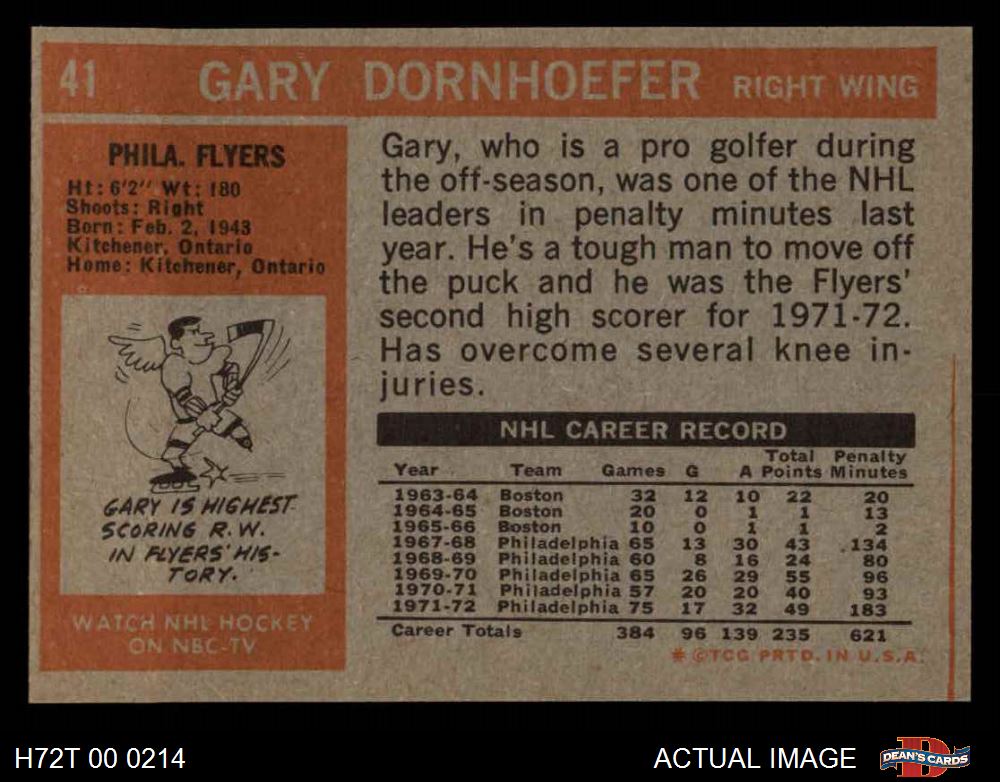 41 GARY DORNHOEFER RIGHT WING
PHILA. FLYERS
Ht: 6'2" Wt: 180
Shoots: Right
Born: Feb. 2, 1943
Kitchener, Ontario
Home: Kitchener, Ontario
GARY IS HIGHEST
SCORING R.W.
IN FLYERS' HIS-
TORY.
WATCH NHL HOCKEY
ON NBC-TV
Gary, who is a pro golfer during
the off-season, was one of the NHL
leaders in penalty minutes last
year. He's a tough man to move off
the puck and he was the Flyers'
second high scorer for 1971-72.
Has overcome several knee in-
juries.
NHL CAREER RECORD
Year Team Games G A Total Points Penalty Minutes
1963-64 Boston 32 12 10 22 20
1964-65 Boston 20 0 1 1 13
1965-66 Boston 10 0 1 1 2
1967-68 Philadelphia 65 13 30 43 134
1968-69 Philadelphia 60 8 16 24 80
1969-70 Philadelphia 65 26 29 55 96
1970-71 Philadelphia 57 20 20 40 93
1971-72 Philadelphia 75 17 32 49 183
Career Totals 384 96 139 235 621
* ©TCG PRTD. IN U.S.A.
H72T 00 0214
ACTUAL IMAGE
D
DEAN'S CARDS